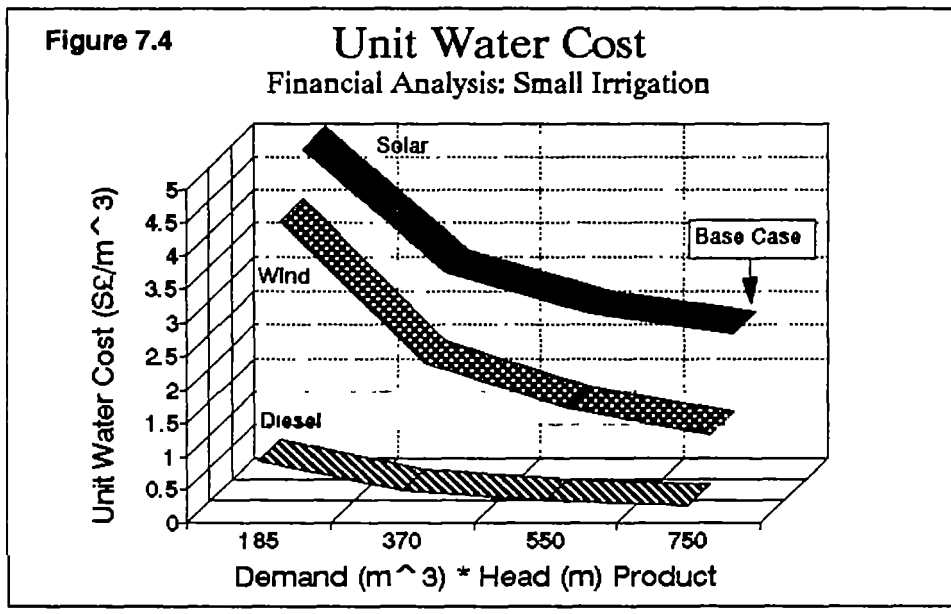 Figure 7.4
Unit Water Cost
Financial Analysis: Small Irrigation
Solar
Base Case
Wind
Diesel
Unit Water Cost (S£/m^3)
5
4.5
4
3.5
3
2.5
2
1.5
1
0.5
0
185 370 550 750
Demand (m^3) * Head (m) Product